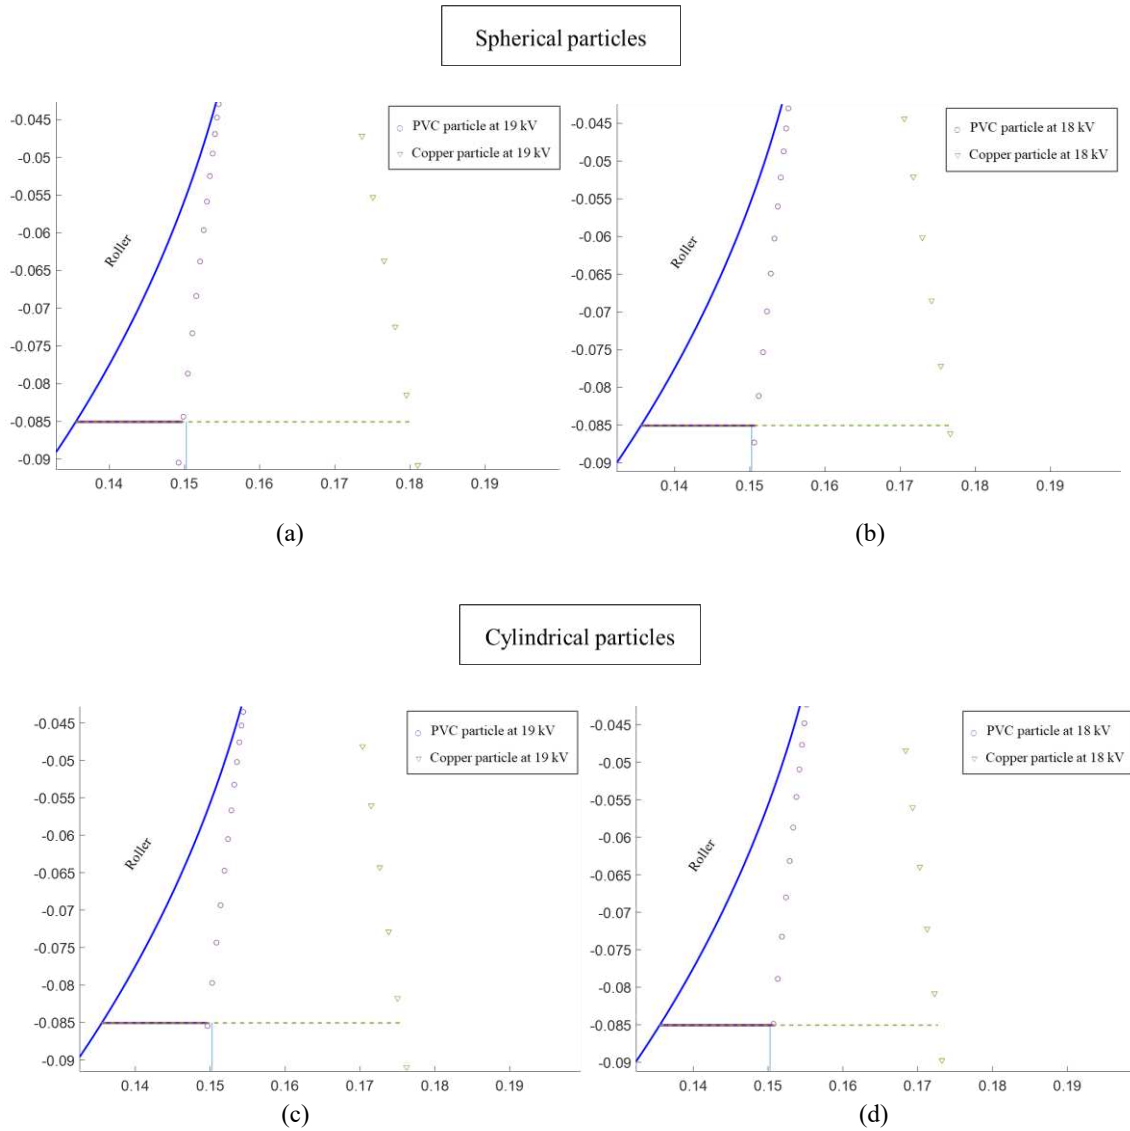 Spherical particles
-0.045
-0.05
-0.055
-0.06
-0.065
-0.07
-0.075
-0.08
-0.085
-0.09
0.14 0.15 0.16 0.17 0.18 0.19
Roller
PVC particle at 19 kV
Copper particle at 19 kV
(a)
-0.045
-0.05
-0.055
-0.06
-0.065
-0.07
-0.075
-0.08
-0.085
-0.09
0.14 0.15 0.16 0.17 0.18 0.19
Roller
PVC particle at 18 kV
Copper particle at 18 kV
(b)
Cylindrical particles
-0.045
-0.05
-0.055
-0.06
-0.065
-0.07
-0.075
-0.08
-0.085
-0.09
0.14 0.15 0.16 0.17 0.18 0.19
Roller
PVC particle at 19 kV
Copper particle at 19 kV
(c)
-0.045
-0.05
-0.055
-0.06
-0.065
-0.07
-0.075
-0.08
-0.085
-0.09
0.14 0.15 0.16 0.17 0.18 0.19
Roller
PVC particle at 18 kV
Copper particle at 18 kV
(d)